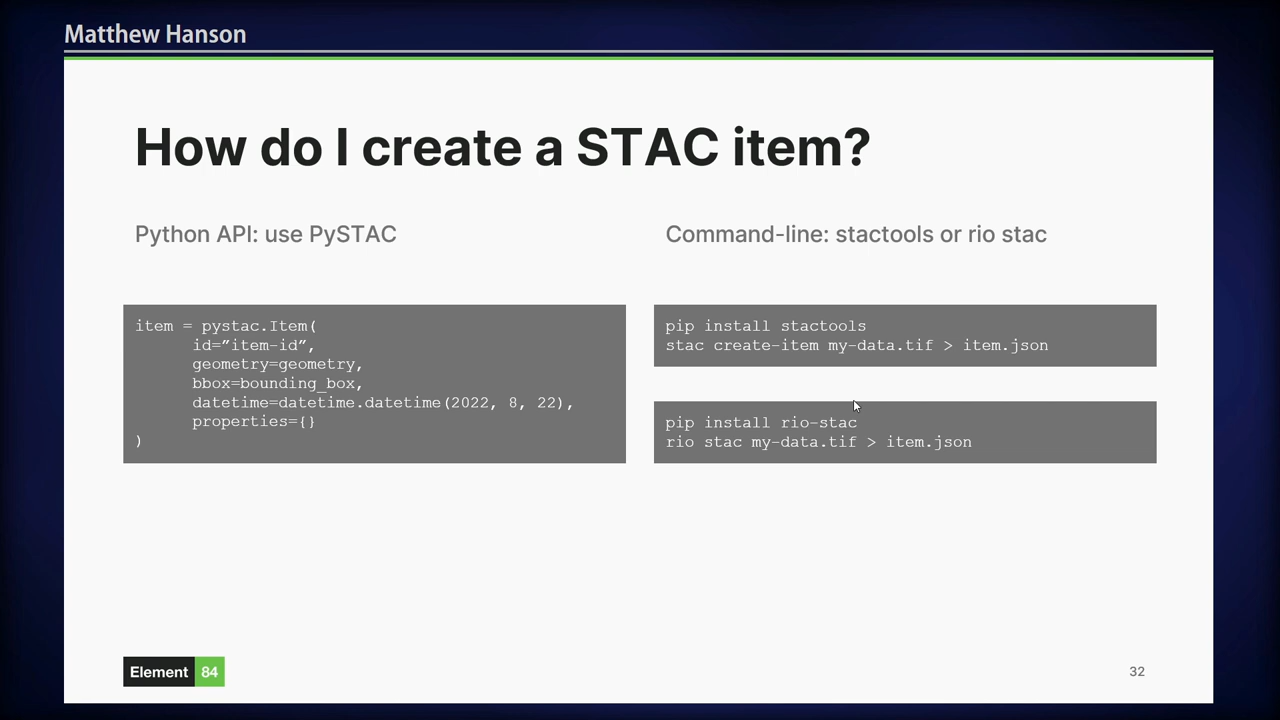 Matthew Hanson
How do I create a STAC item?
Python API: use PySTAC
item = pystac.Item(
id=”item-id”,
geometry=geometry,
bbox=bounding_box,
datetime=datetime.datetime(2022, 8, 22),
properties={}
)
Command-line: stactools or rio stac
pip install stactools
stac create-item my-data.tif > item.json
pip install rio-stac
rio stac my-data.tif > item.json
Element 84
32